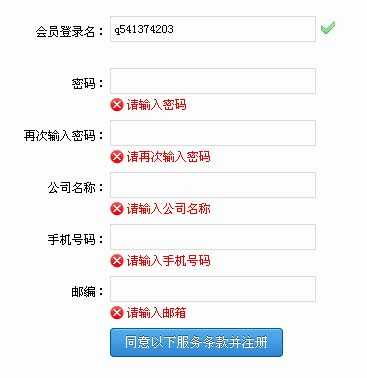 会员登录名： q541374203
密码：
请输入密码
再次输入密码：
请再次输入密码
公司名称：
请输入公司名称
手机号码：
请输入手机号码
邮编：
请输入邮箱
同意以下服务条款并注册